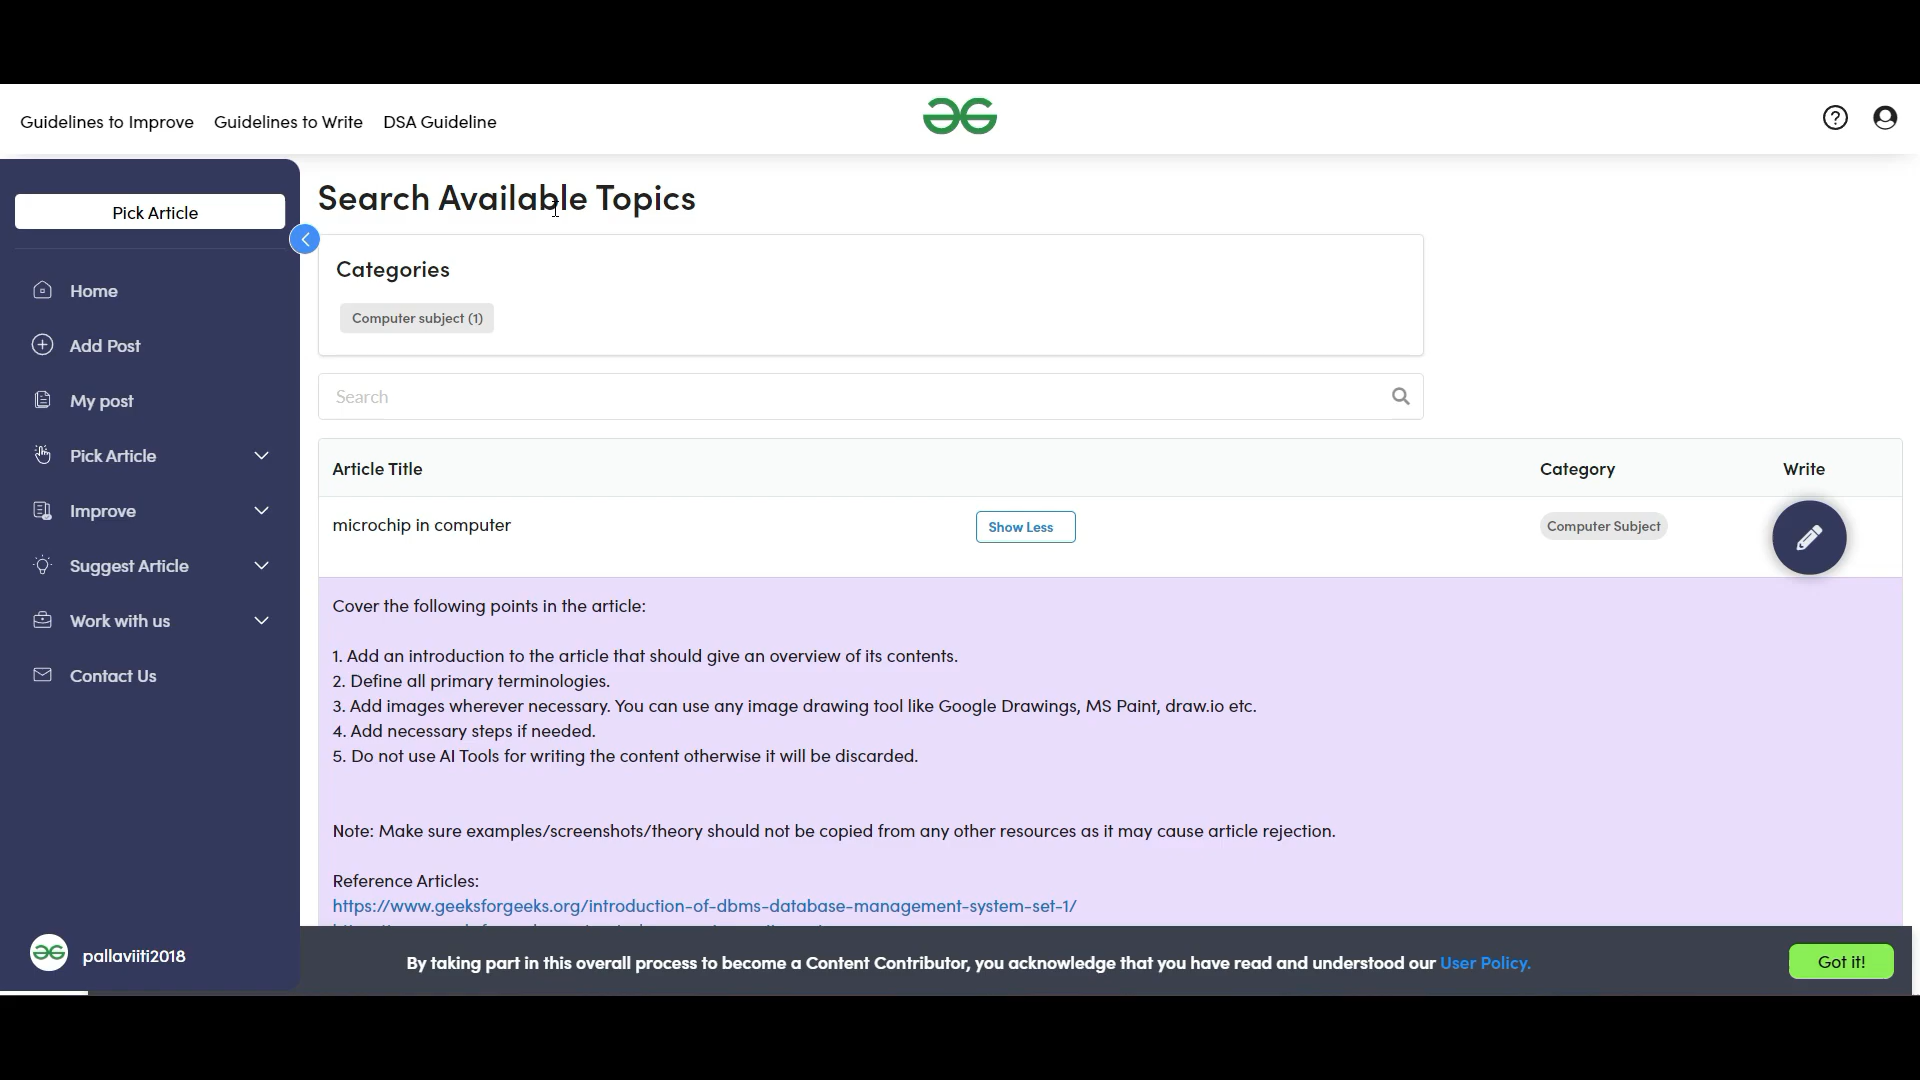 Guidelines to Improve Guidelines to Write DSA Guideline
Pick Article
Home
Add Post
My post
Pick Article
Improve
Suggest Article
Work with us
Contact Us
pallaviiti2018
Search Available Topics
Categories
Computer subject (1)
Search
Article Title Category Write
microchip in computer Show Less Computer Subject
Cover the following points in the article:
1. Add an introduction to the article that should give an overview of its contents.
2. Define all primary terminologies.
3. Add images wherever necessary. You can use any image drawing tool like Google Drawings, MS Paint, draw.io etc.
4. Add necessary steps if needed.
5. Do not use AI Tools for writing the content otherwise it will be discarded.
Note: Make sure examples/screenshots/theory should not be copied from any other resources as it may cause article rejection.
Reference Articles:
https://www.geeksforgeeks.org/introduction-of-dbms-database-management-system-set-1/
By taking part in this overall process to become a Content Contributor, you acknowledge that you have read and understood our User Policy. Got it!